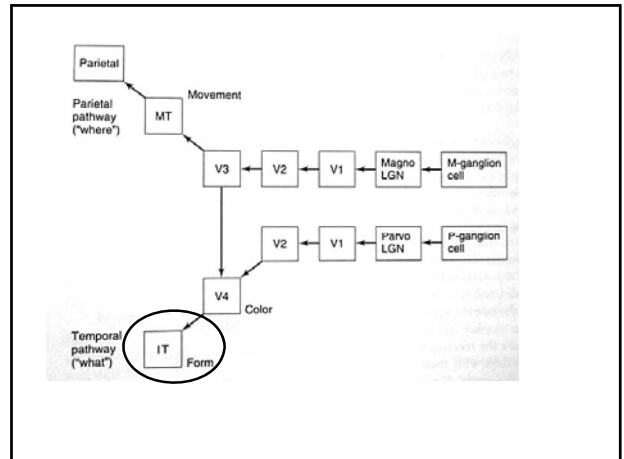 Parietal
Movement
Parietal
pathway
("where")
MT
V3
V2
V1
Magno
LGN
M-ganglion
cell
V2
V1
Parvo
LGN
P-ganglion
cell
V4
Color
Temporal
pathway
("what")
IT
Form